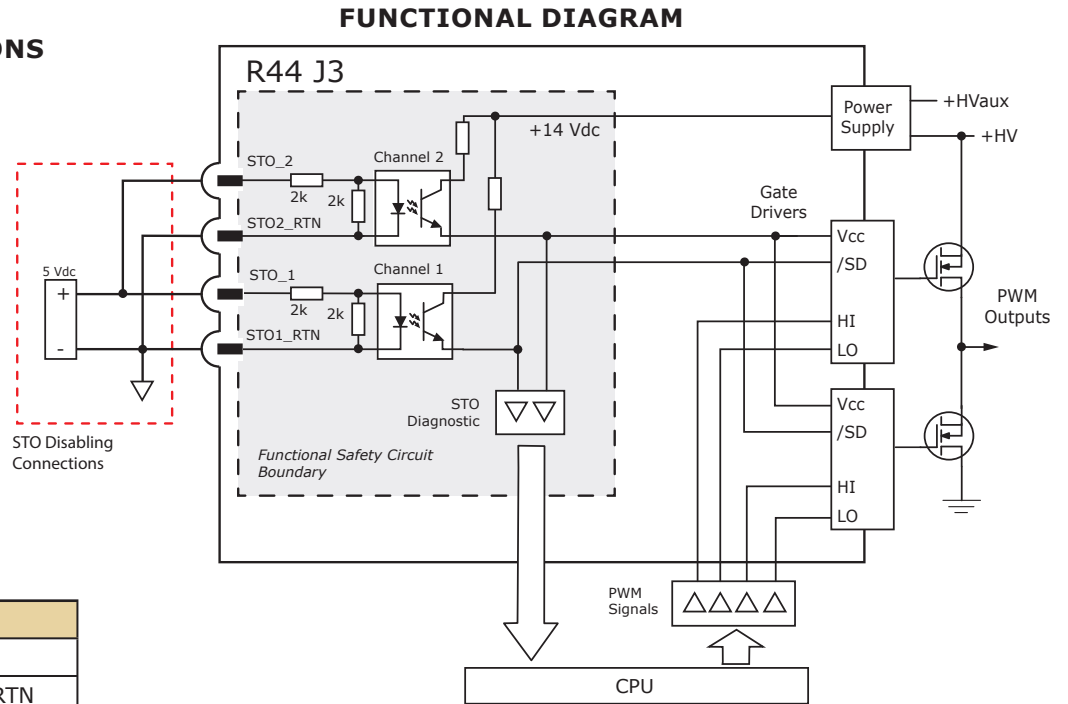 FUNCTIONAL DIAGRAM
ONS
R44 J3
+14 Vdc
Power
Supply
+HVaux
+HV
STO_2
Channel 2
2k
2k
STO2_RTN
Gate
Drivers
Vcc
/SD
HI
LO
5 Vdc
+
-
STO_1
Channel 1
2k
2k
STO1_RTN
PWM
Outputs
STO
Diagnostic
Vcc
/SD
HI
LO
STO Disabling
Connections
Functional Safety Circuit
Boundary
PWM
Signals
CPU
RTN